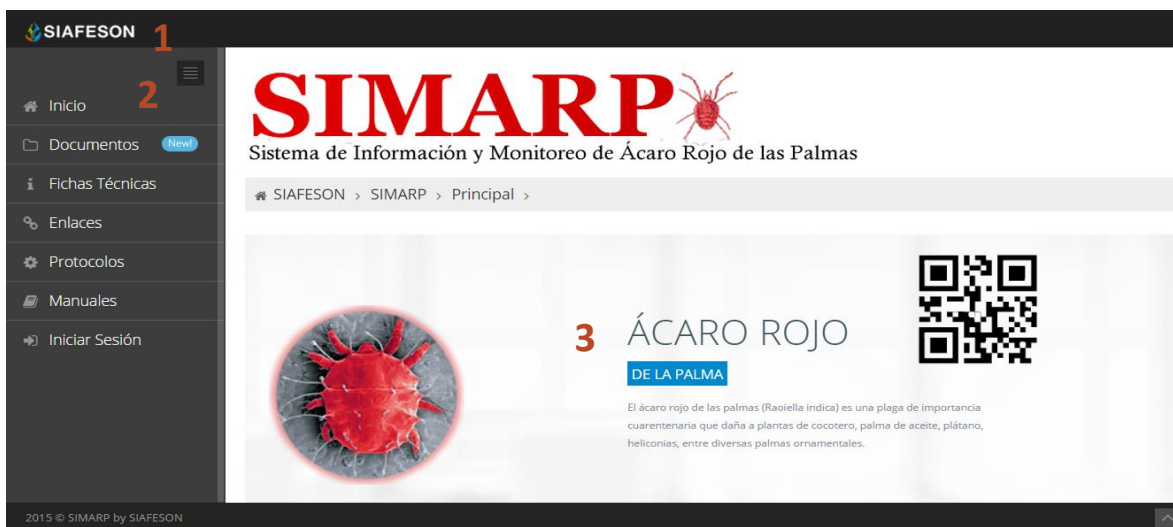 SIAFESON
1
2
Inicio
Documentos New!
Fichas Técnicas
Enlaces
Protocolos
Manuales
Iniciar Sesión
SIMARP
Sistema de Información y Monitoreo de Ácaro Rojo de las Palmas
SIAFESON > SIMARP > Principal >
3
ÁCARO ROJO
DE LA PALMA
El ácaro rojo de las palmas (Raoiella indica) es una plaga de importancia
cuarentenaria que daña a plantas de cocotero, palma de aceite, plátano,
heliconias, entre diversas palmas ornamentales.
2015 © SIMARP by SIAFESON